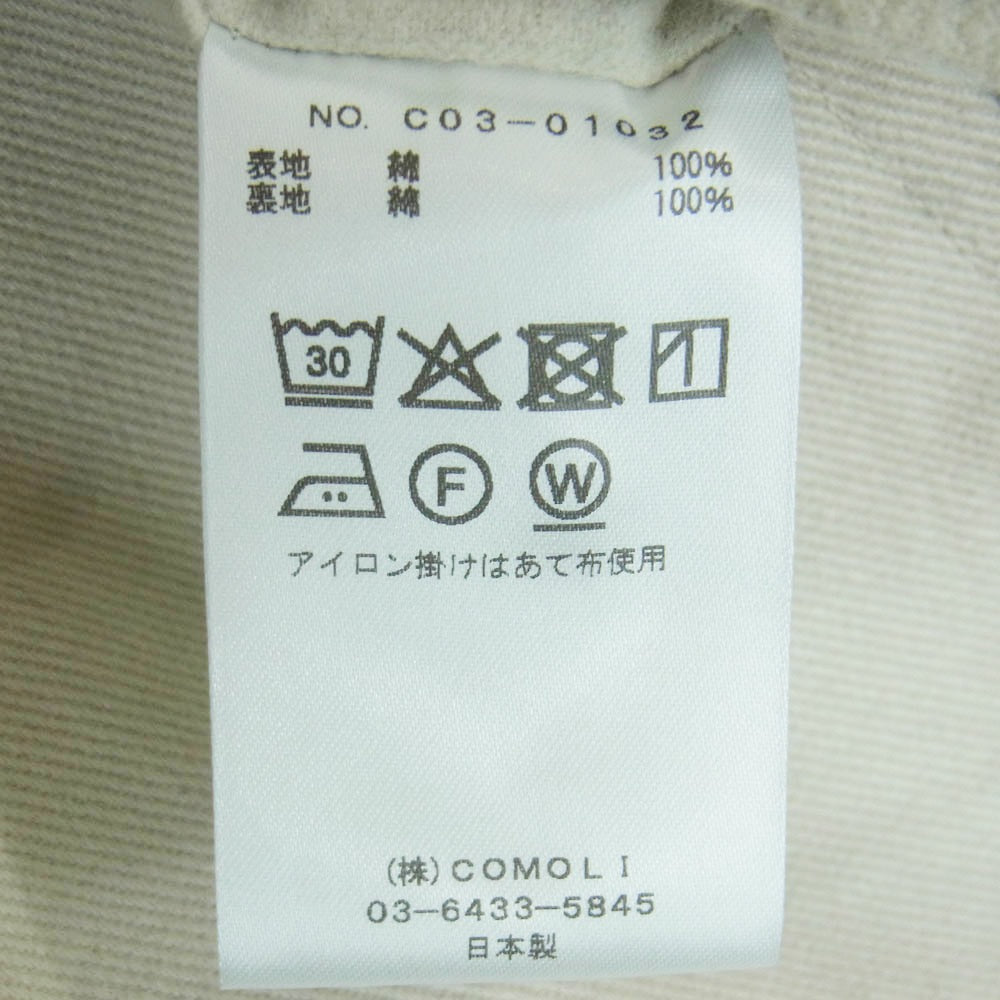 NO. C03-01032
表地 綿 100%
裏地 綿 100%
30
F W
アイロン掛けはあて布使用
(株)COMOLI
03-6433-5845
日本製